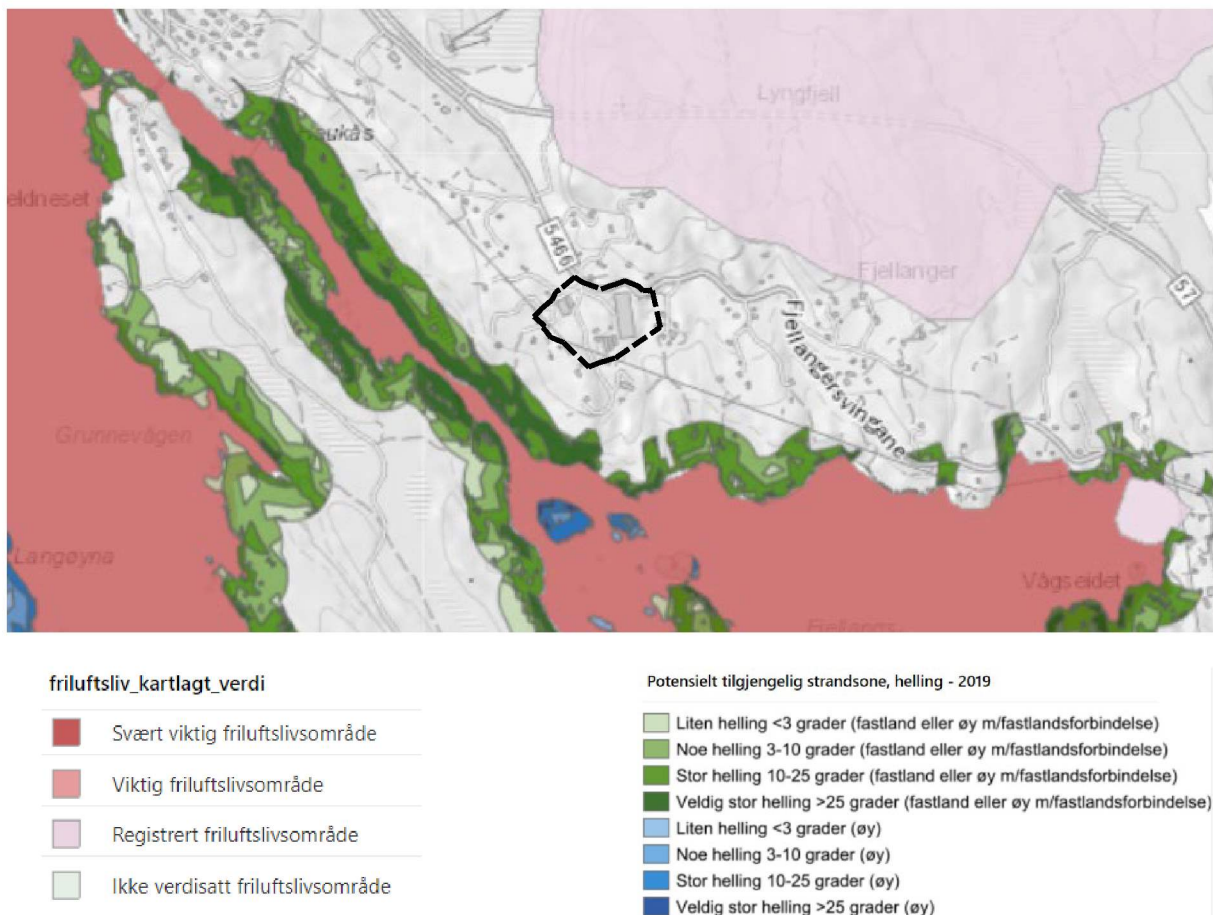 Lyngfjell
aukås
eldneset
5466
Fjellanger
57
Fjellangersvingane
Grunnevågen
Langøyna
Vågseidet
Fjellangs
friluftsliv_kartlagt_verdi
Svært viktig friluftslivsområde
Viktig friluftslivsområde
Registrert friluftslivsområde
Ikke verdisatt friluftslivsområde
Potensielt tilgjengelig strandsone, helling - 2019
Liten helling <3 grader (fastland eller øy m/fastlandsforbindelse)
Noe helling 3-10 grader (fastland eller øy m/fastlandsforbindelse)
Stor helling 10-25 grader (fastland eller øy m/fastlandsforbindelse)
Veldig stor helling >25 grader (fastland eller øy m/fastlandsforbindelse)
Liten helling <3 grader (øy)
Noe helling 3-10 grader (øy)
Stor helling 10-25 grader (øy)
Veldig stor helling >25 grader (øy)